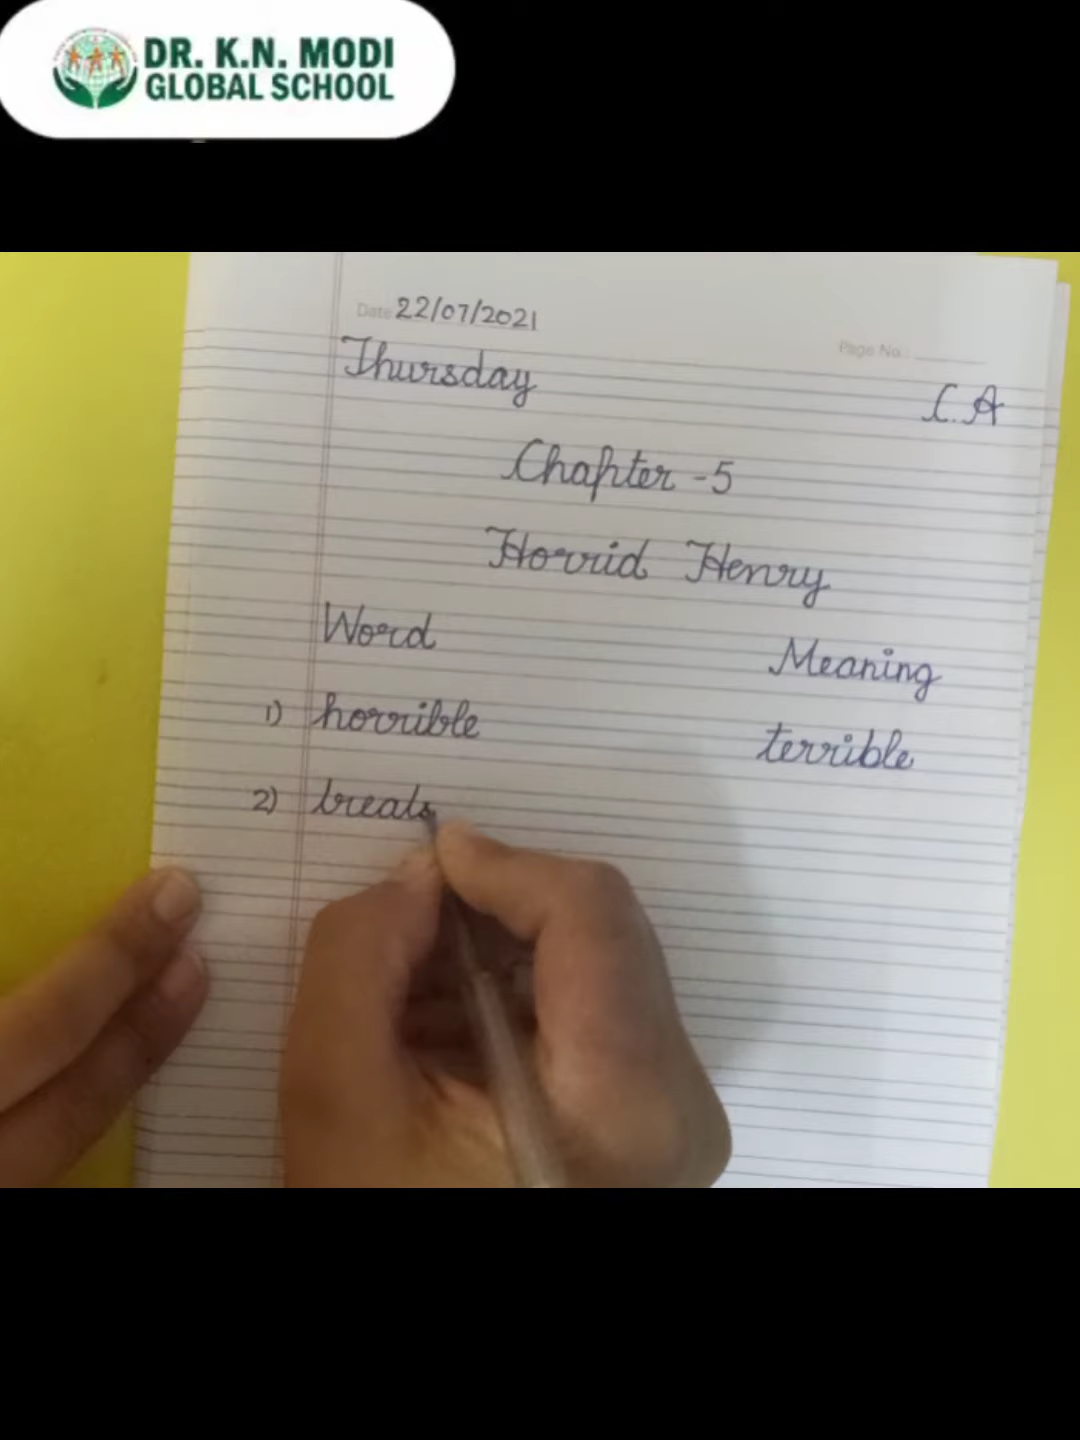 DR. K.N. MODI
GLOBAL SCHOOL
Date 22/07/2021
Page No.:
Thursday
C.A
Chapter - 5
Horrid Henry
Word Meaning
1) horrible terrible
2)